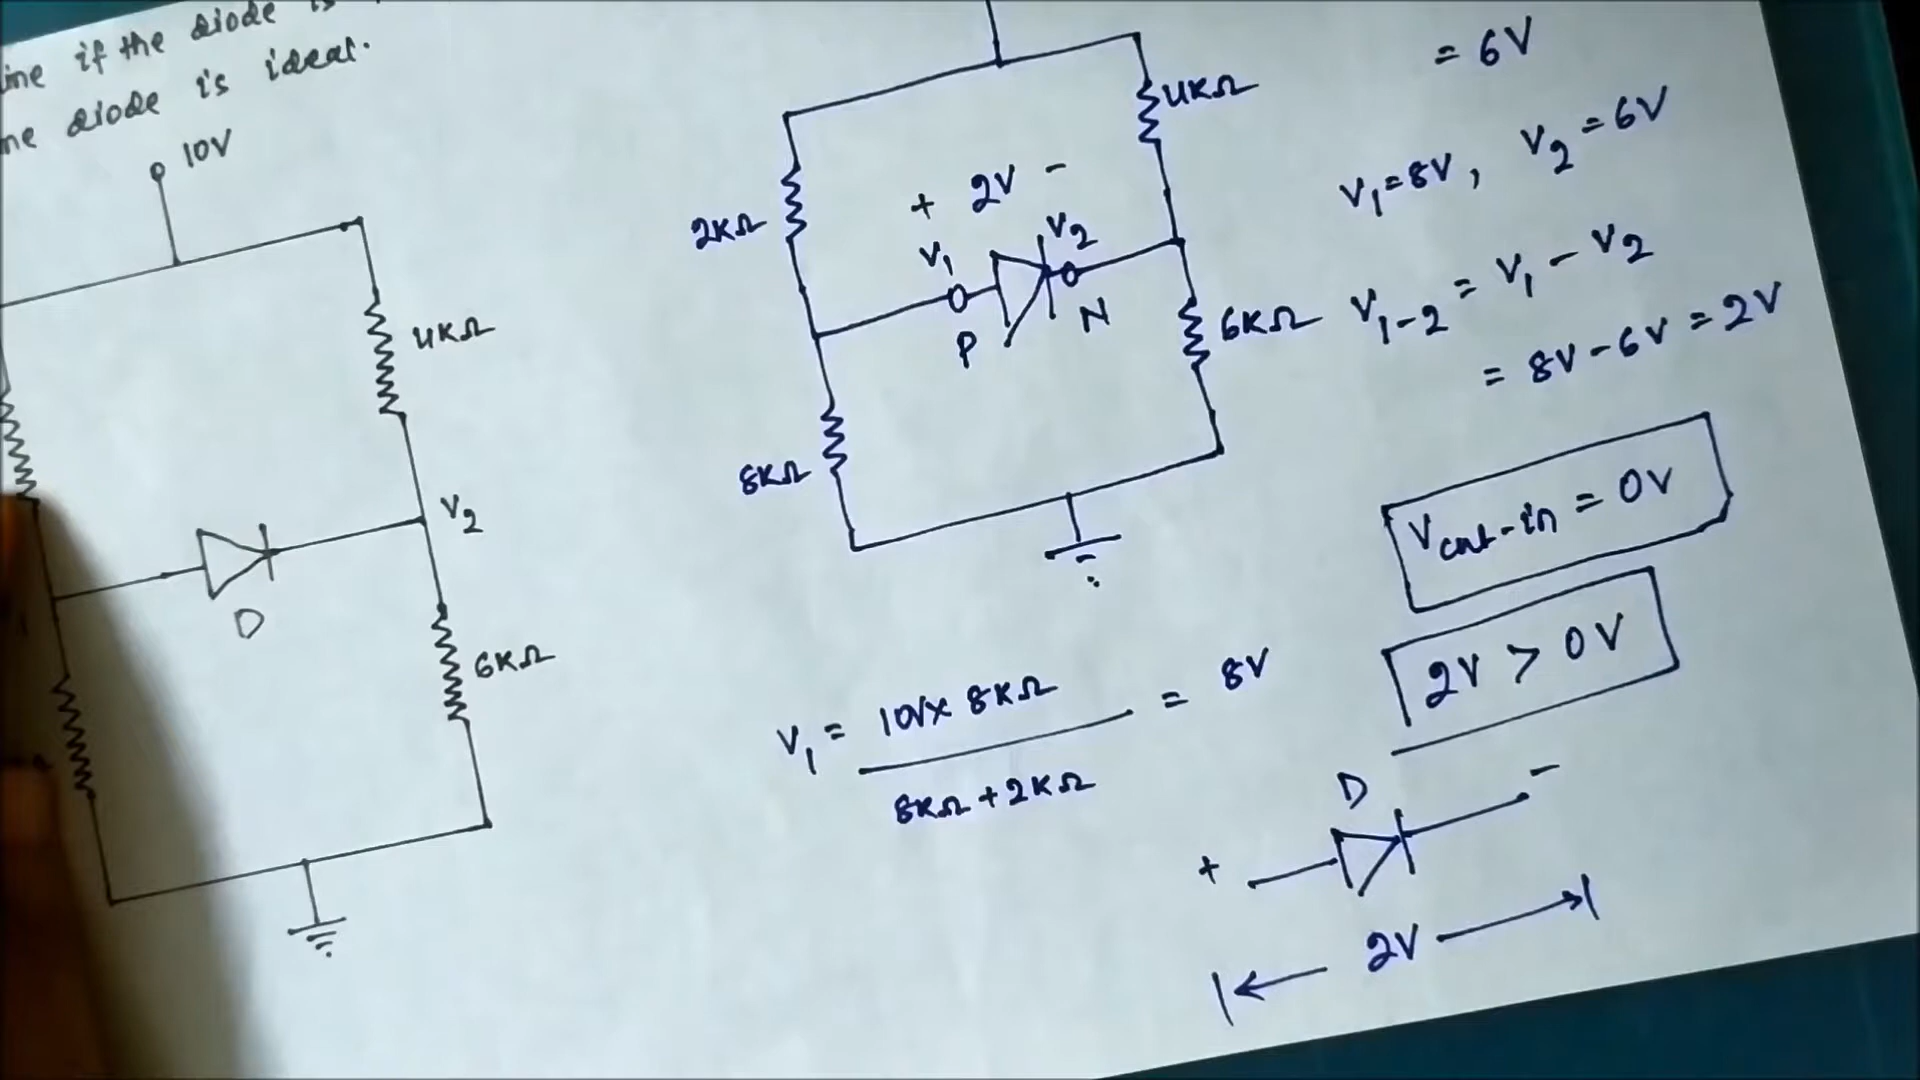 if the diode is
diode is ideal.
10V
4KΩ
V2
D
6KΩ
4KΩ
2KΩ
+ 2V -
V1
V2
P
N
6KΩ
8KΩ
V1 = 10V× 8KΩ = 8V
8KΩ + 2KΩ
= 6V
V1 = 8V, V2 = 6V
V1-2 = V1 - V2
= 8V - 6V = 2V
Vcut-in = 0V
2V > 0V
D
+ -
2V